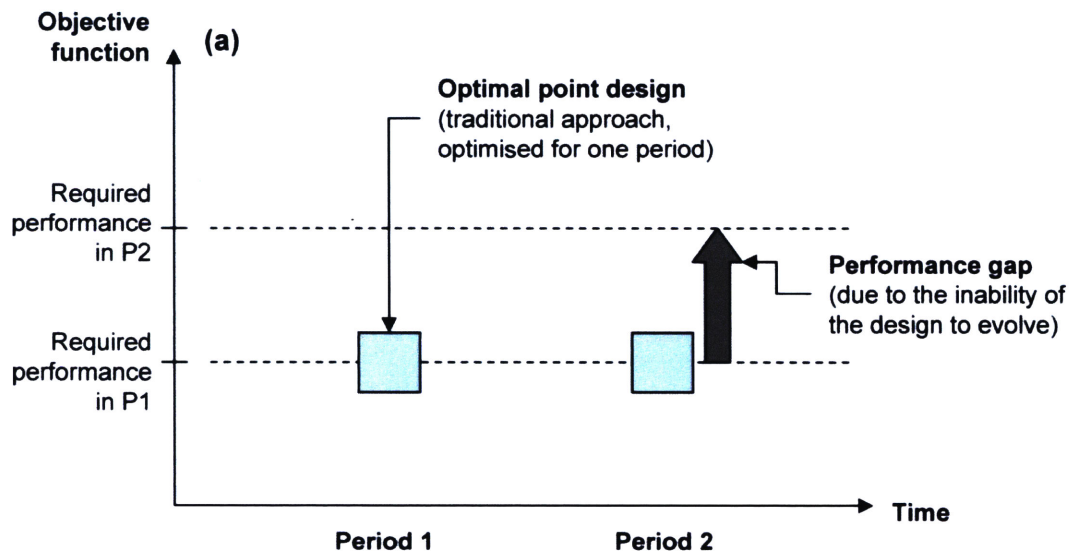 Objective
function
(a)
Optimal point design
(traditional approach,
optimised for one period)
Required
performance
in P2
Performance gap
(due to the inability of
the design to evolve)
Required
performance
in P1
Time
Period 1
Period 2